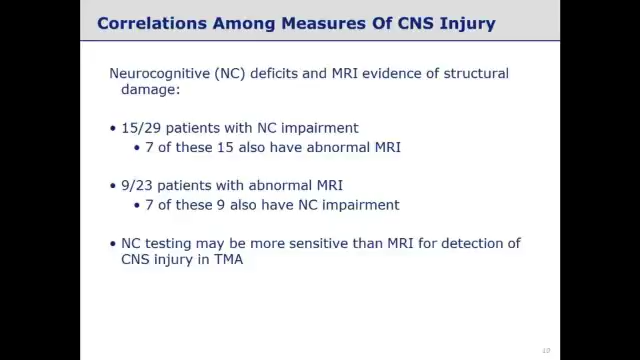 Correlations Among Measures Of CNS Injury
Neurocognitive (NC) deficits and MRI evidence of structural
damage:
• 15/29 patients with NC impairment
• 7 of these 15 also have abnormal MRI
• 9/23 patients with abnormal MRI
• 7 of these 9 also have NC impairment
• NC testing may be more sensitive than MRI for detection of
CNS injury in TMA